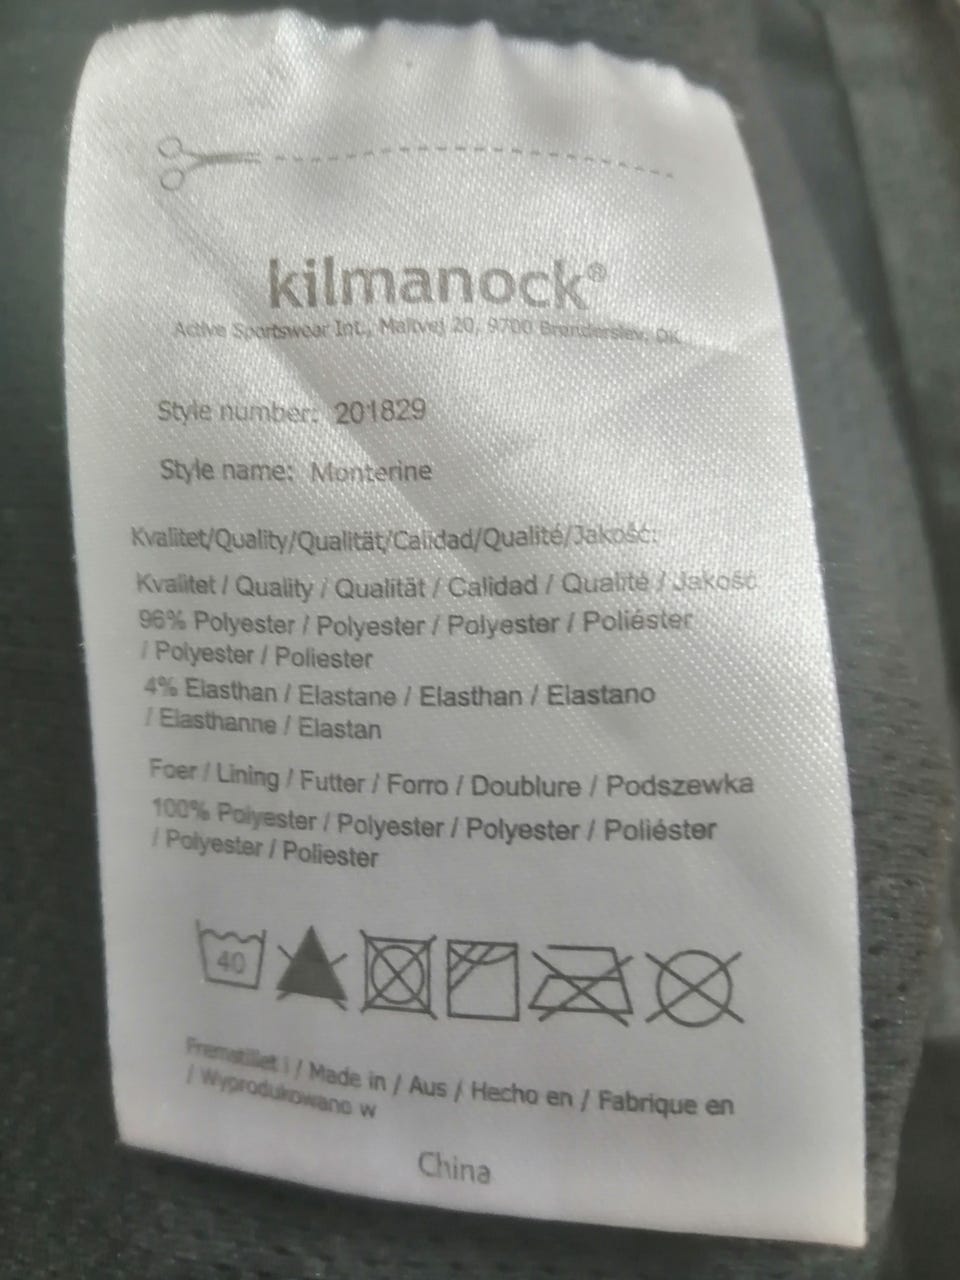 kilmanock®
Active Sportswear Int., Maltvej 20, 9700 Brønderslev, DK
Style number: 201829
Style name: Monterine
Kvalitet/Quality/Qualität/Calidad/Qualité/Jakość:
Kvalitet / Quality / Qualität / Calidad / Qualité / Jakość
96% Polyester / Polyester / Polyester / Poliéster
/ Polyester / Poliester
4% Elasthan / Elastane / Elasthan / Elastano
/ Elasthanne / Elastan
Foer / Lining / Futter / Forro / Doublure / Podszewka
100% Polyester / Polyester / Polyester / Poliéster
/ Polyester / Poliester
40
Fremstillet i / Made in / Aus / Hecho en / Fabrique en
/ Wyprodukowano w
China